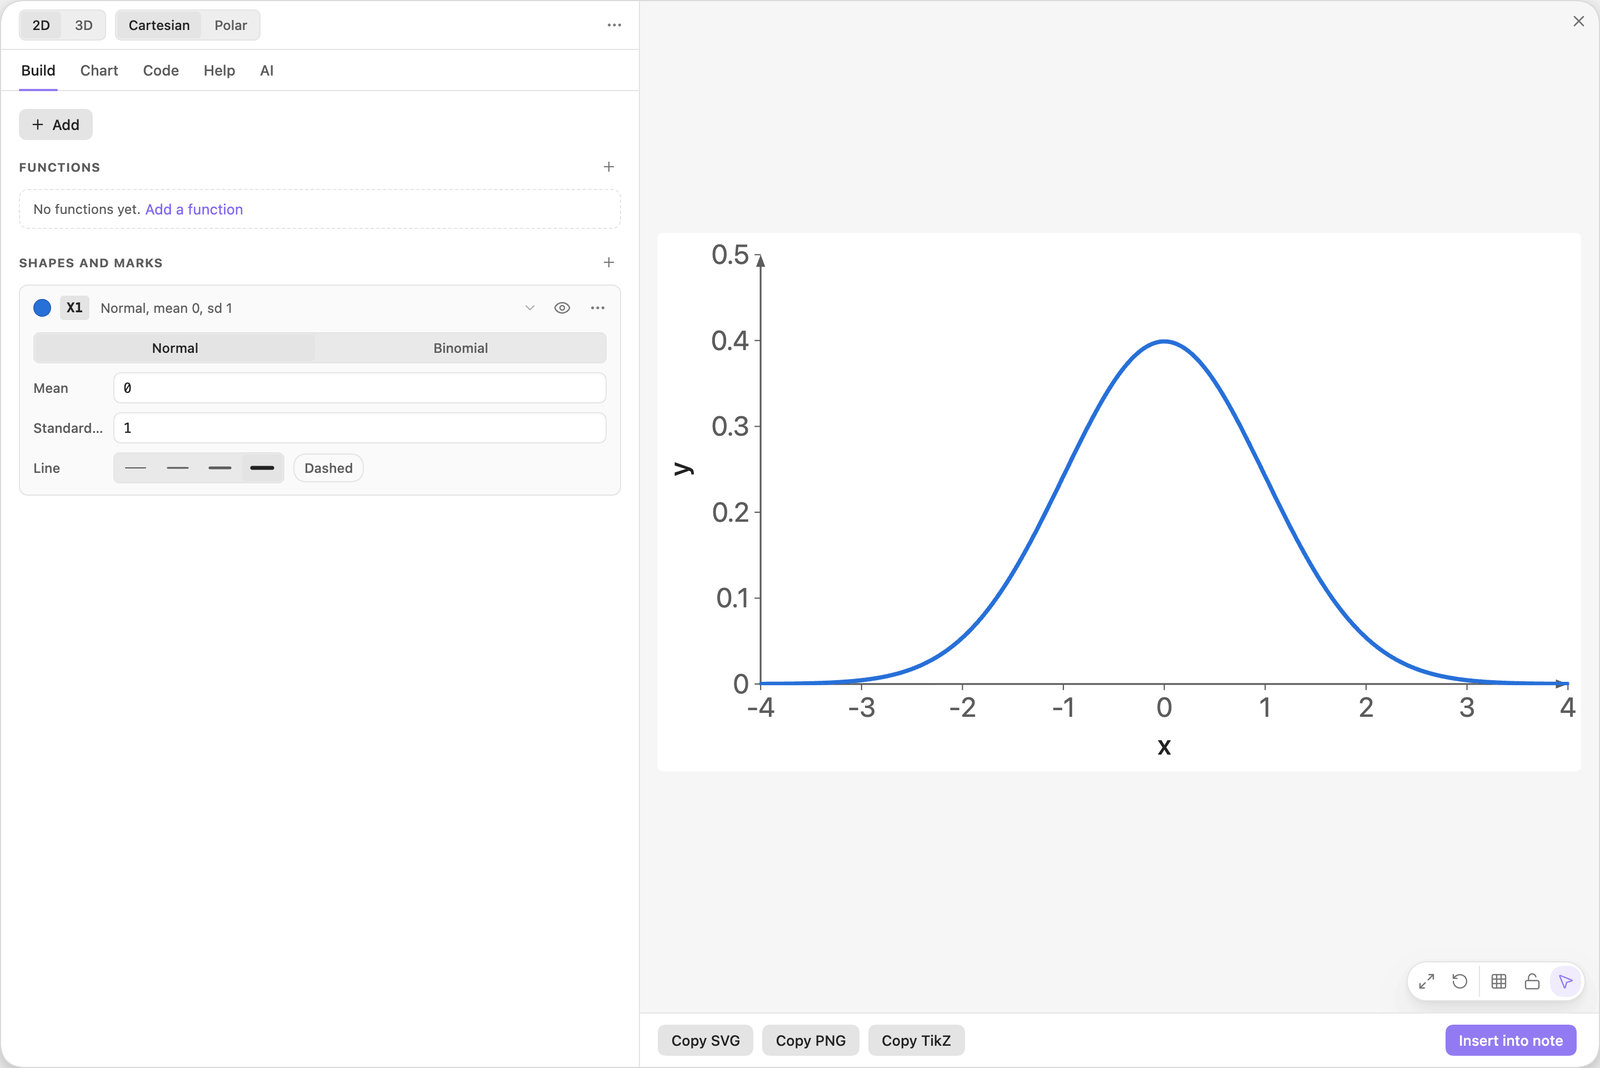 2D 3D Cartesian Polar
Build Chart Code Help AI
+ Add
FUNCTIONS
No functions yet. Add a function
SHAPES AND MARKS
X1 Normal, mean 0, sd 1
Normal Binomial
Mean 0
Standard... 1
Line Dashed
0.5
0.4
0.3
y
0.2
0.1
0
-4 -3 -2 -1 0 1 2 3 4
x
Copy SVG Copy PNG Copy TikZ Insert into note